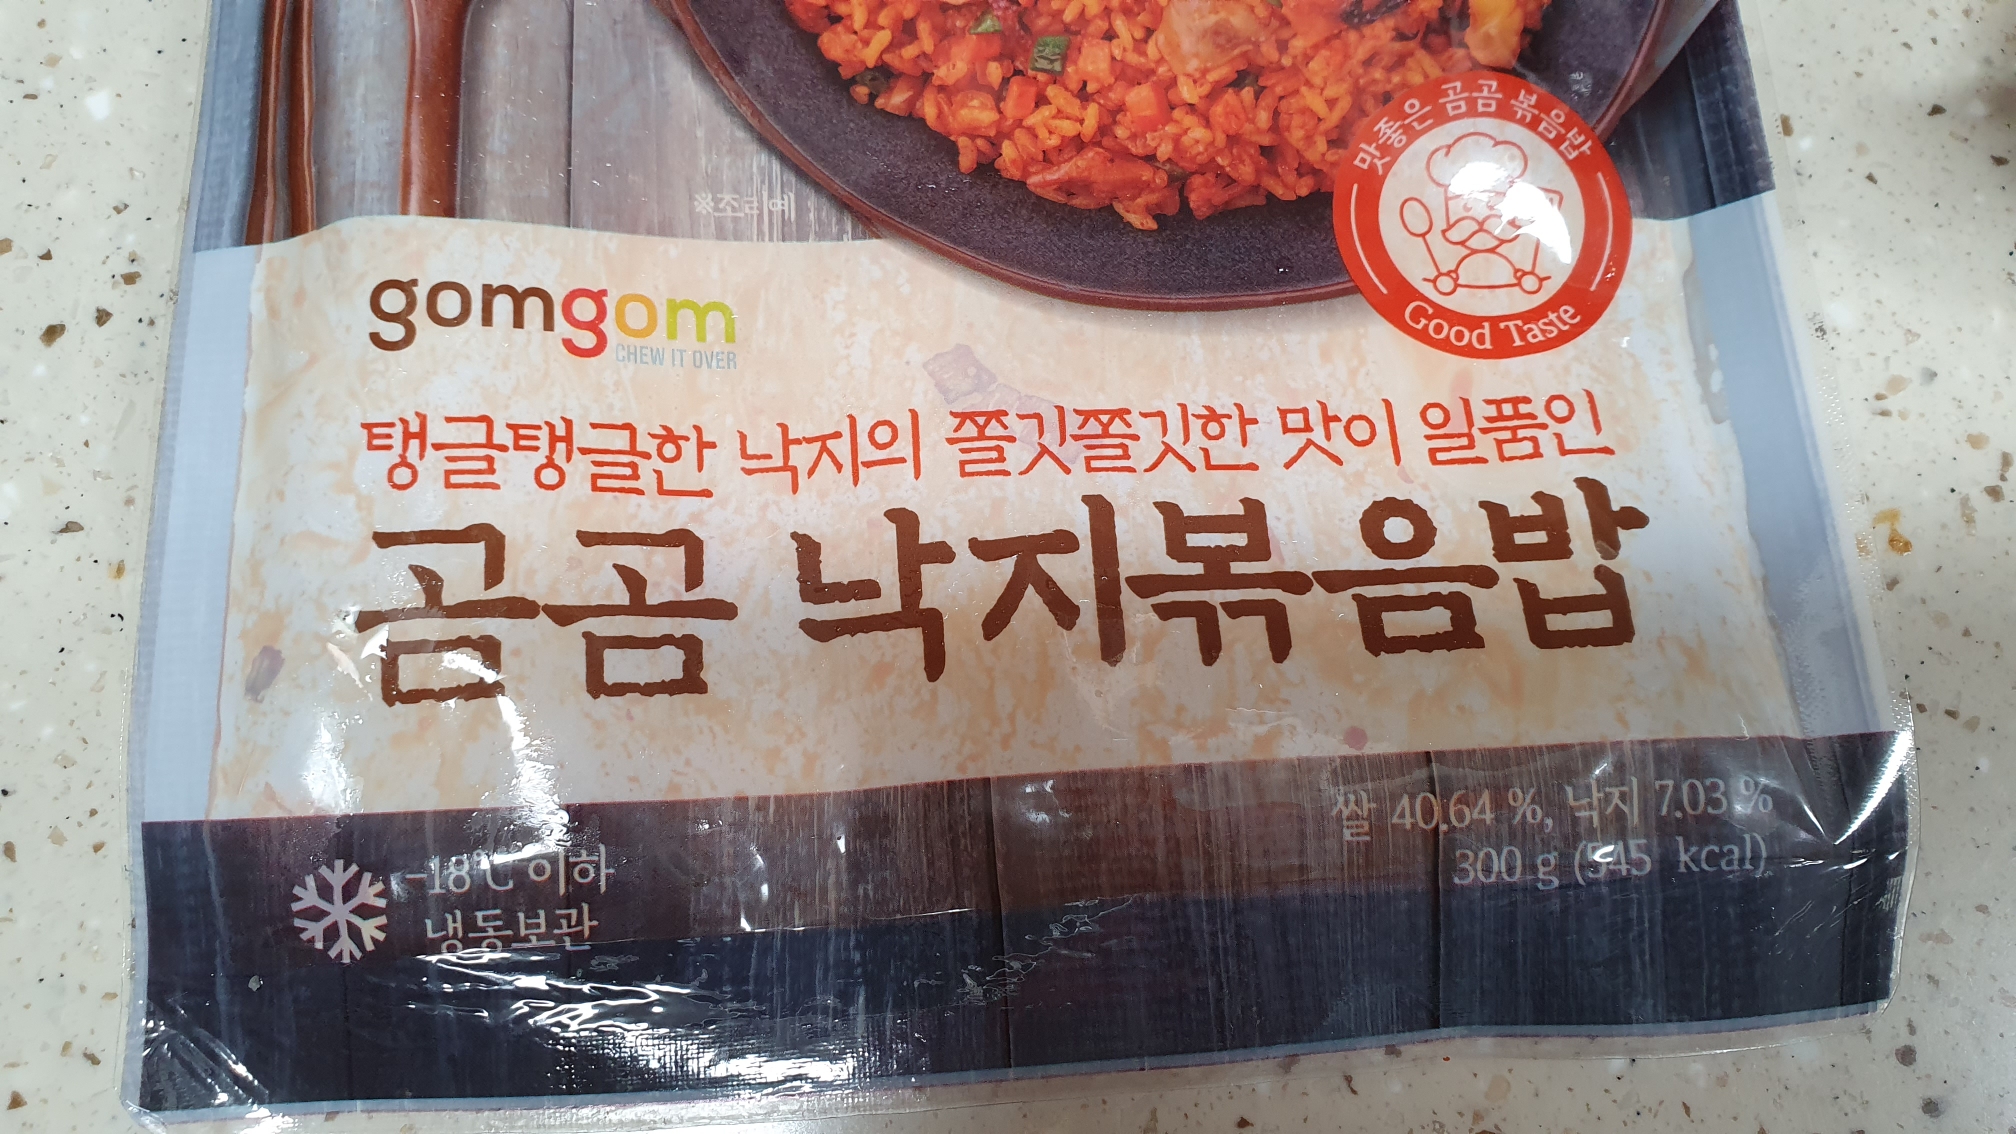 맛좋은 곰곰 볶음밥
Good Taste
※조리예
gomgom
CHEW IT OVER
탱글탱글한 낙지의 쫄깃쫄깃한 맛이 일품인
곰곰 낙지볶음밥
쌀 40.64 %, 낙지 7.03 %
300 g (545 kcal)
-18℃ 이하
냉동보관